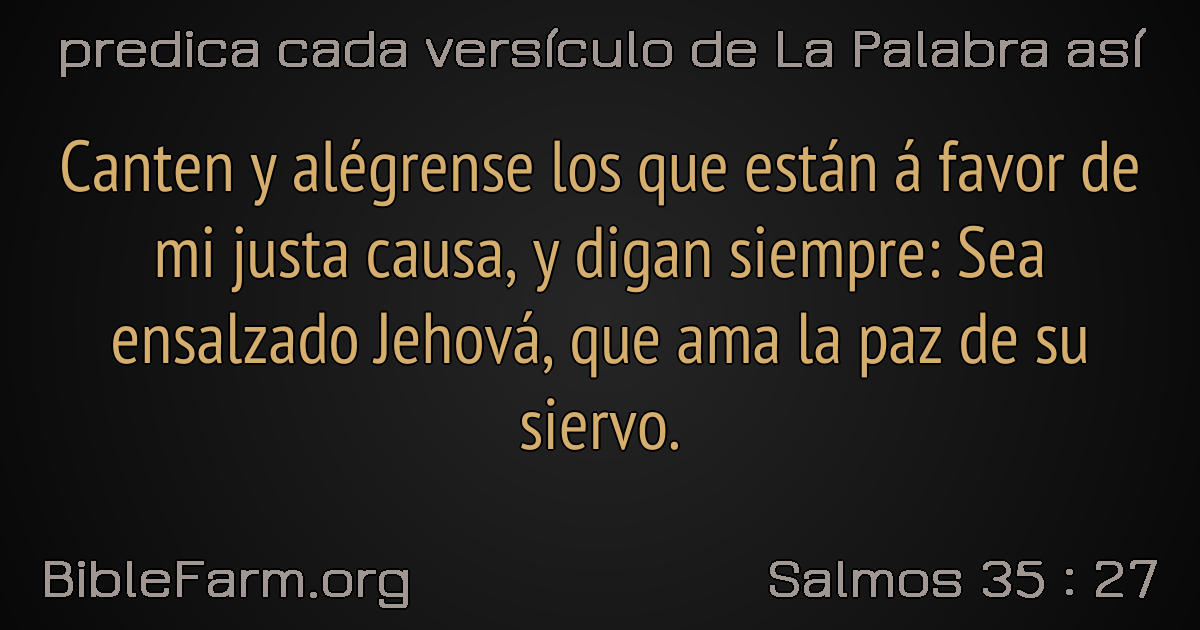 predica cada versículo de La Palabra así
Canten y alégrense los que están á favor de
mi justa causa, y digan siempre: Sea
ensalzado Jehová, que ama la paz de su
siervo.
BibleFarm.org
Salmos 35 : 27